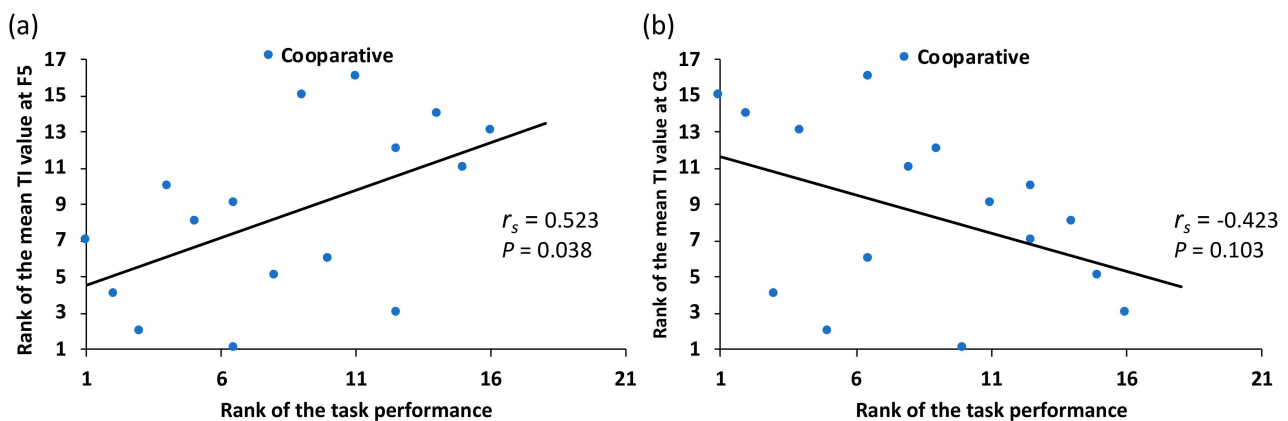 (a)
Cooparative
Rank of the mean TI value at F5
17
15
13
11
9
7
5
3
1
r_s = 0.523
P = 0.038
1 6 11 16 21
Rank of the task performance
(b)
Cooparative
Rank of the mean TI value at C3
17
15
13
11
9
7
5
3
1
r_s = -0.423
P = 0.103
1 6 11 16 21
Rank of the task performance